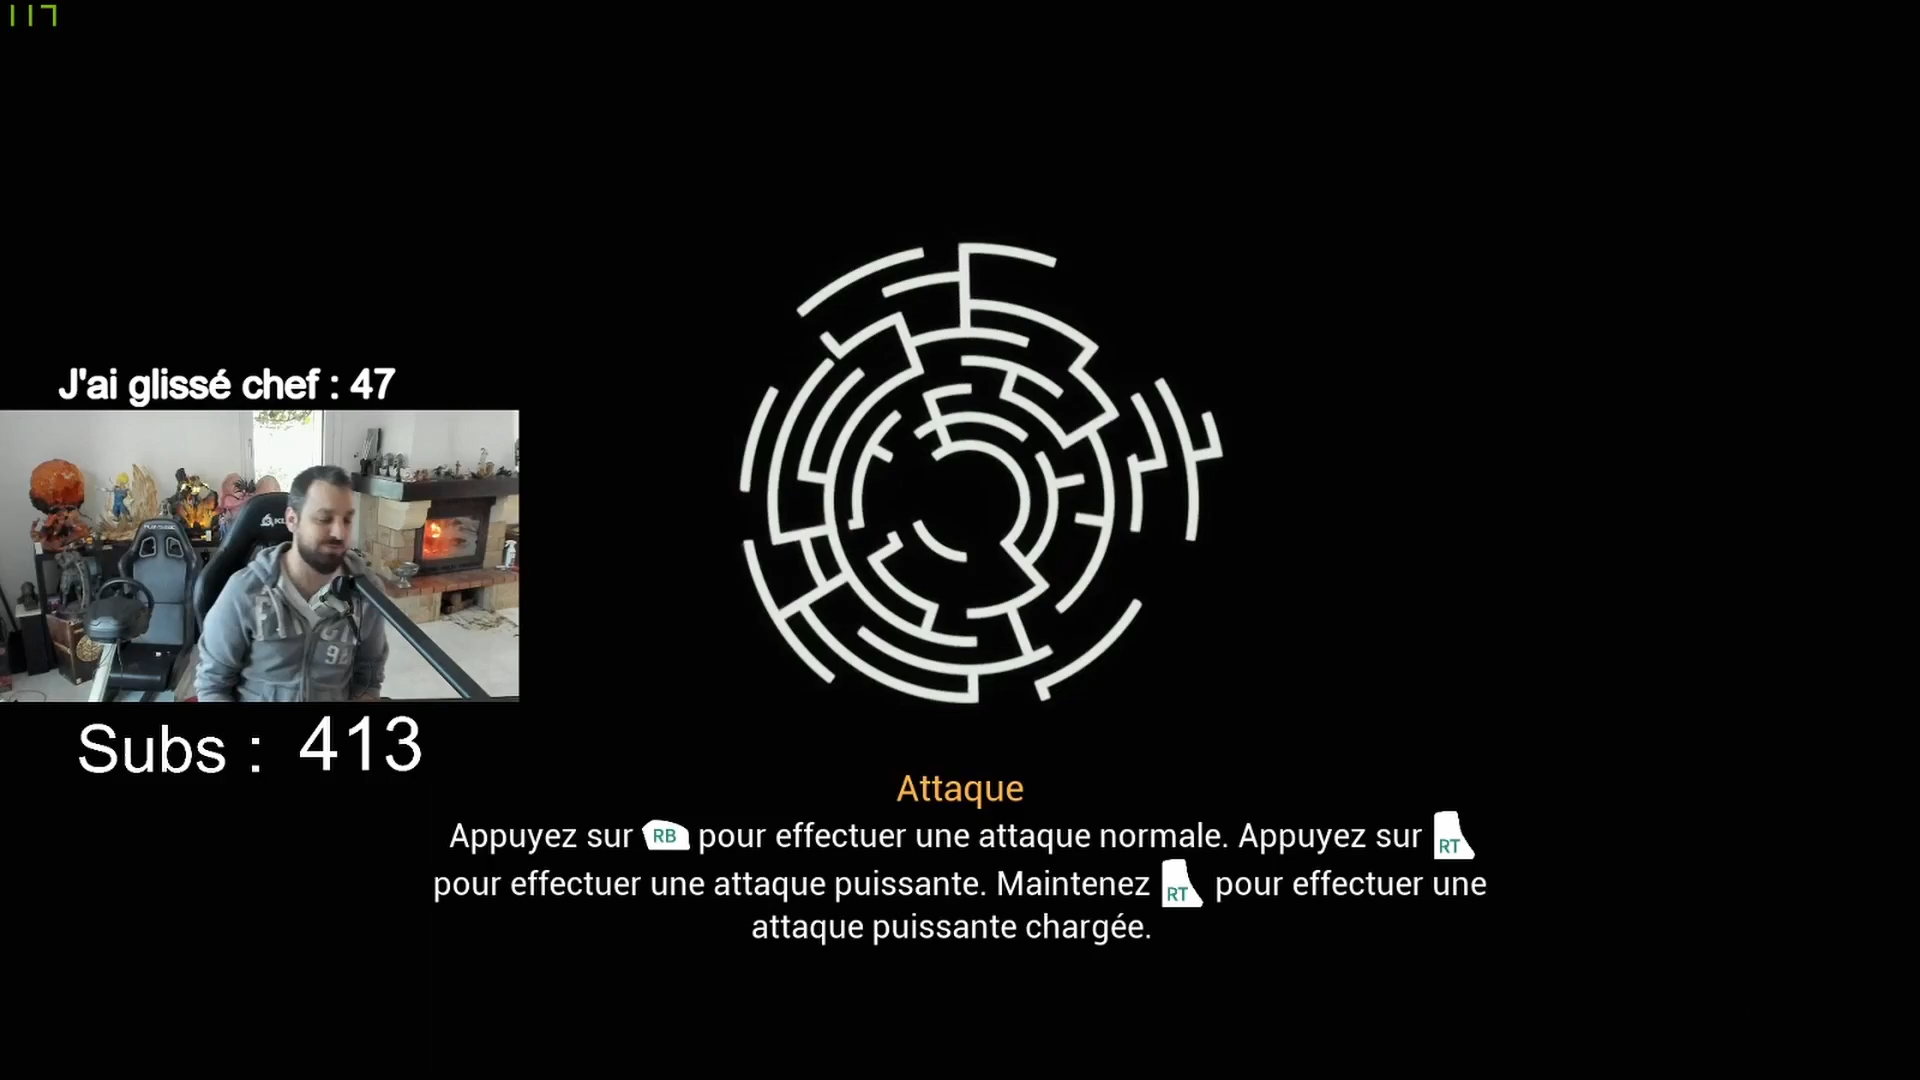 117
J'ai glissé chef : 47
Subs : 413
Attaque
Appuyez sur RB pour effectuer une attaque normale. Appuyez sur RT
pour effectuer une attaque puissante. Maintenez RT pour effectuer une
attaque puissante chargée.